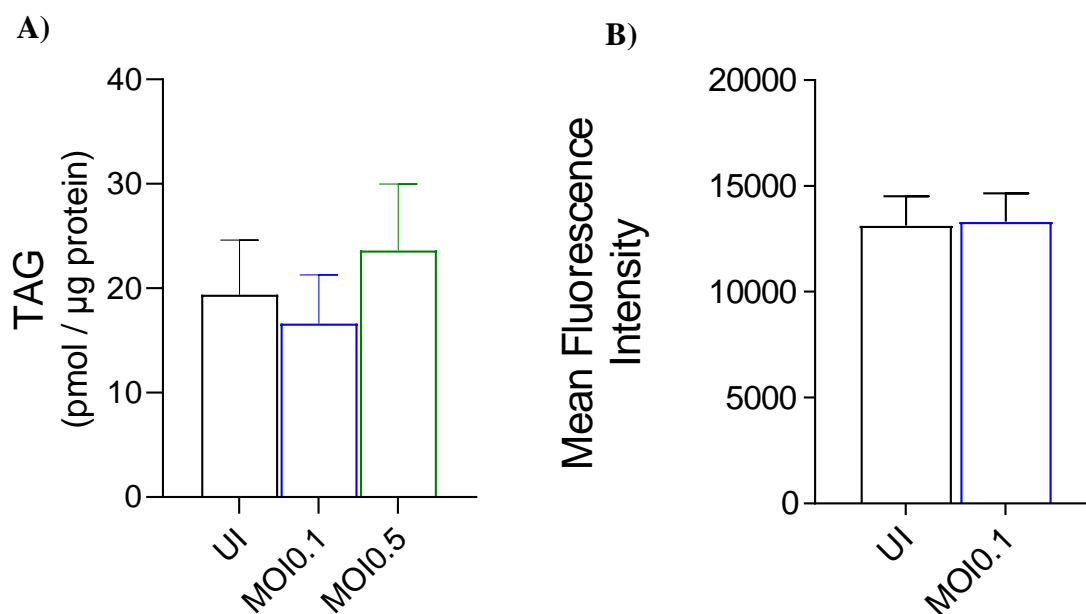 A)
TAG
(pmol / µg protein)
40
30
20
10
0
UI
MOI0.1
MOI0.5
B)
Mean Fluorescence
Intensity
20000
15000
10000
5000
0
UI
MOI0.1